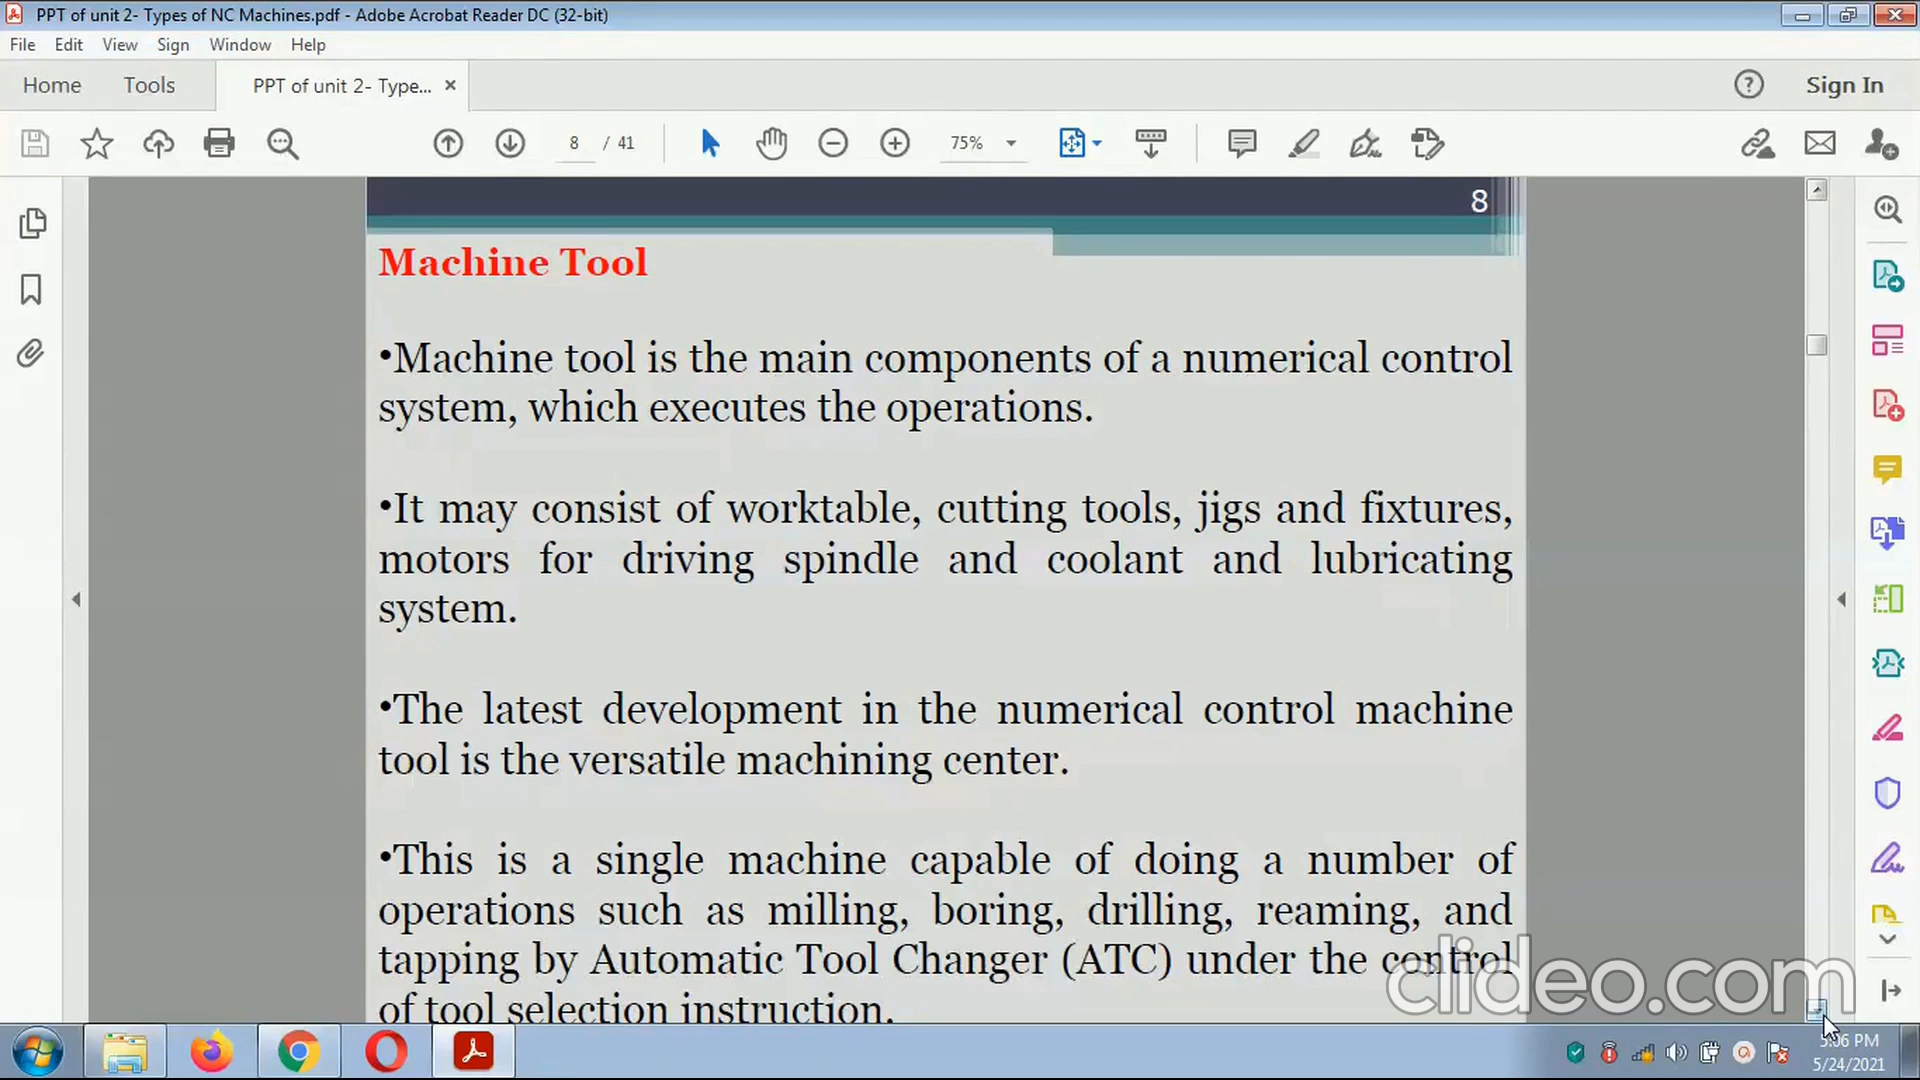 PPT of unit 2- Types of NC Machines.pdf - Adobe Acrobat Reader DC (32-bit)
File Edit View Sign Window Help
Home Tools PPT of unit 2- Type... Sign In
8 / 41 75%
8
Machine Tool
•Machine tool is the main components of a numerical control
system, which executes the operations.
•It may consist of worktable, cutting tools, jigs and fixtures,
motors for driving spindle and coolant and lubricating
system.
•The latest development in the numerical control machine
tool is the versatile machining center.
•This is a single machine capable of doing a number of
operations such as milling, boring, drilling, reaming, and
tapping by Automatic Tool Changer (ATC) under the control
of tool selection instruction.
clideo.com
5:06 PM
5/24/2021